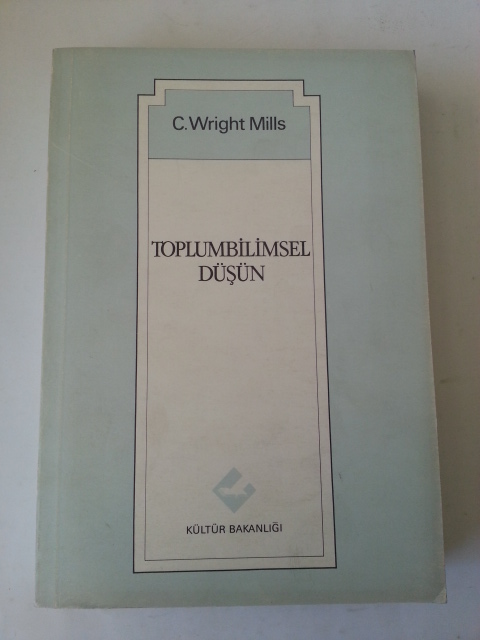 C. Wright Mills
TOPLUMBİLİMSEL
DÜŞÜN
KÜLTÜR BAKANLIĞI